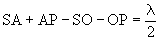 SA + AP − SO − OP = λ/2